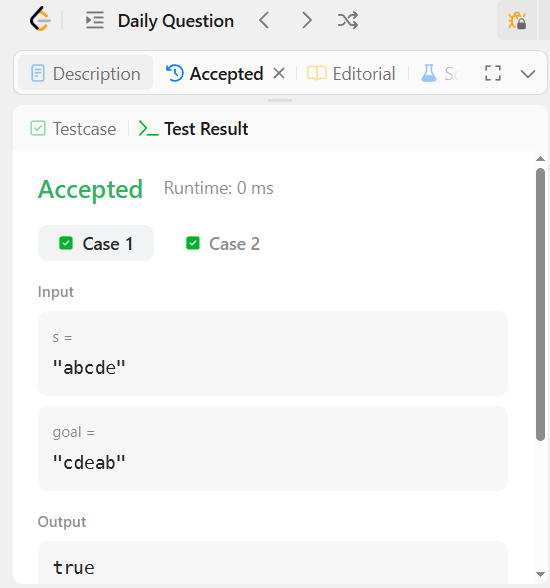 Daily Question
Description Accepted Editorial
Testcase Test Result
Accepted Runtime: 0 ms
Case 1 Case 2
Input
s =
"abcde"
goal =
"cdeab"
Output
true